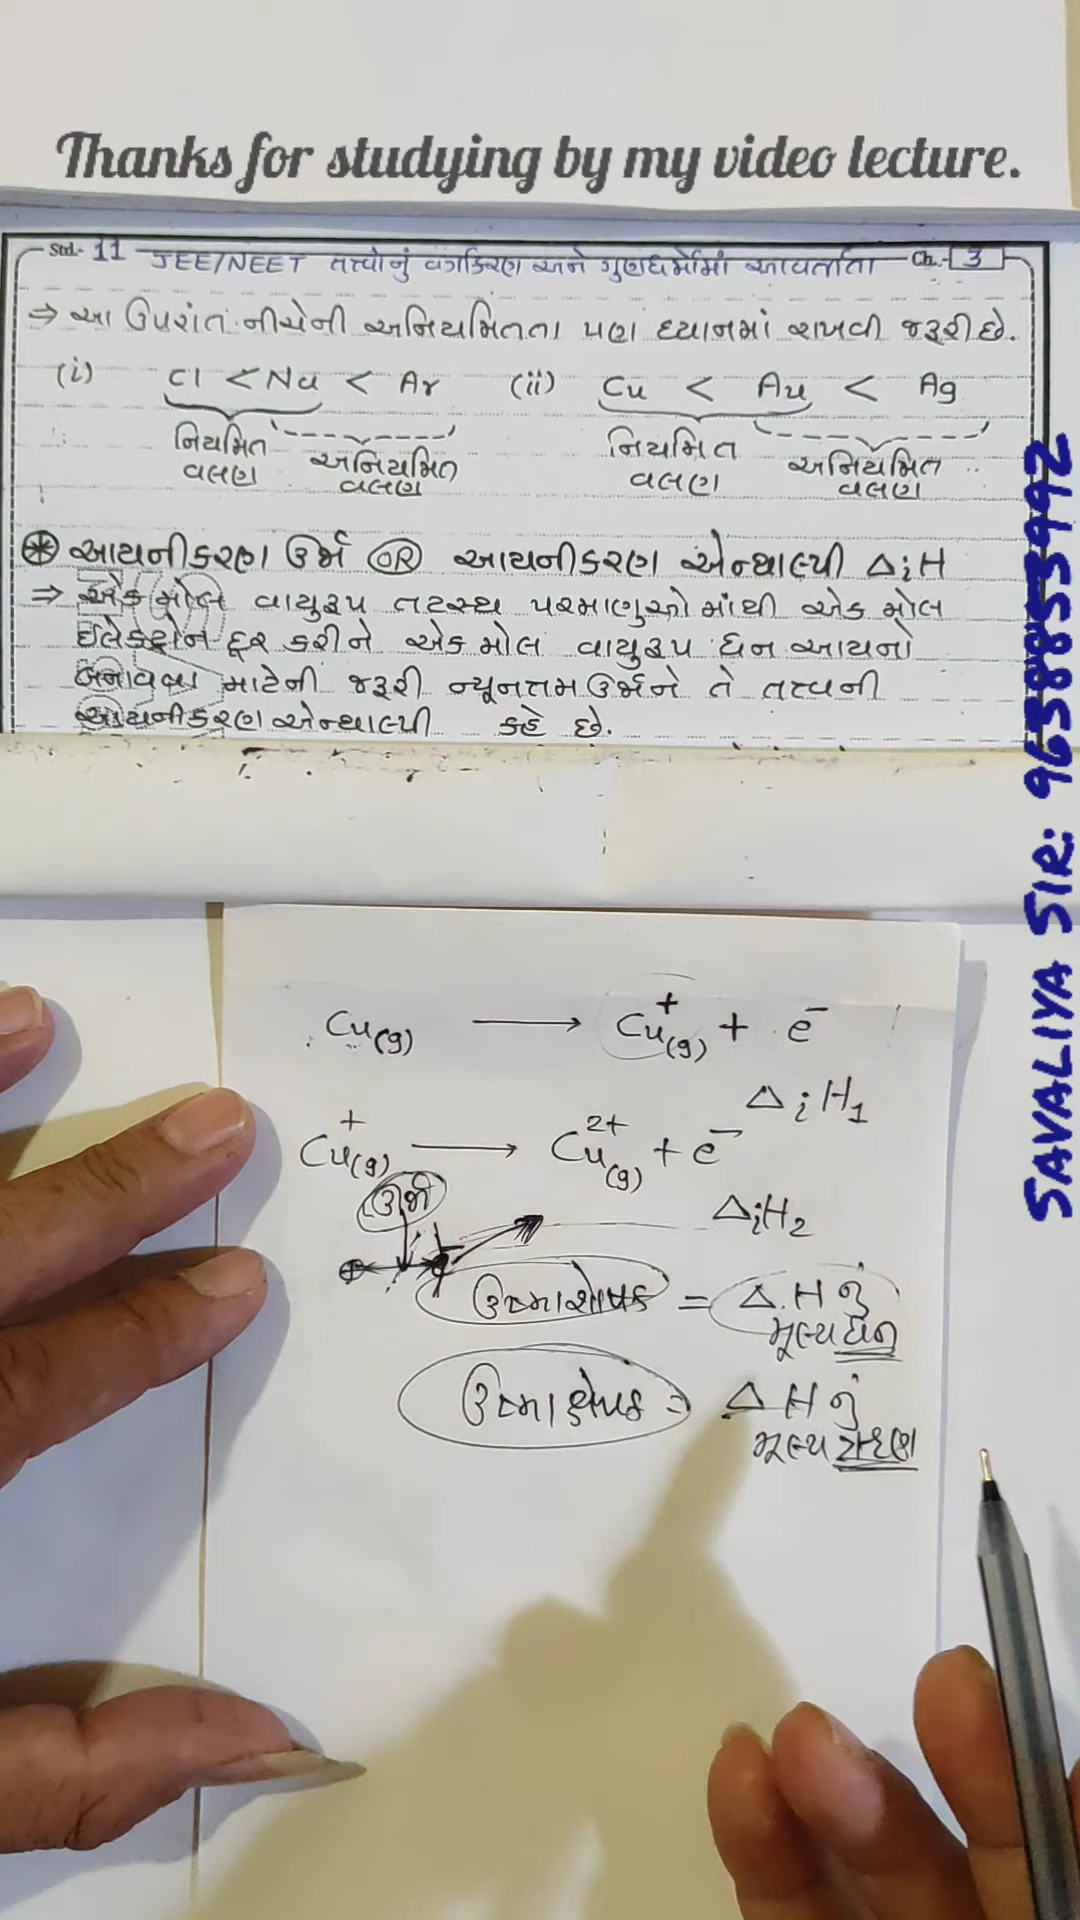 Thanks for studying by my video lecture.
Std.- 11 JEE/NEET તત્ત્વોનું વર્ગીકરણ અને ગુણધર્મોમાં આવર્તીતા Ch.- 3
⇒ આ ઉપરાંત નીચેની અનિયમિતતા પણ ધ્યાનમાં રાખવી જરૂરી છે.
(i) Cl < Na < Ar (ii) Cu < Au < Ag
નિયમિત વલણ અનિયમિત વલણ નિયમિત વલણ અનિયમિત વલણ
⊛ આયનીકરણ ઉર્જા OR આયનીકરણ એન્થાલ્પી ΔiH
⇒ એક મોલ વાયુરૂપ તટસ્થ પરમાણુઓમાંથી એક મોલ
ઈલેક્ટ્રોન દૂર કરીને એક મોલ વાયુરૂપ ધન આયનો
બનાવવા માટેની જરૂરી ન્યૂનતમ ઉર્જાને તે તત્ત્વની
આયનીકરણ એન્થાલ્પી કહે છે.
SAVALIYA SIR: 9638853992
Cu(g) ⟶ Cu+(g) + e−
ΔiH1
Cu+(g) ⟶ Cu2+(g) + e−
ઉર્જા
ΔiH2
ઉષ્માશોષક = ΔH નું
મૂલ્ય ધન
ઉષ્માક્ષેપક = ΔH નું
મૂલ્ય ઋણ